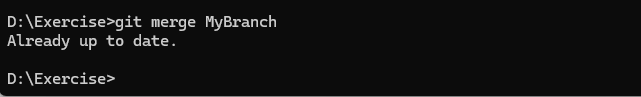 D:\Exercise>git merge MyBranch
Already up to date.
D:\Exercise>